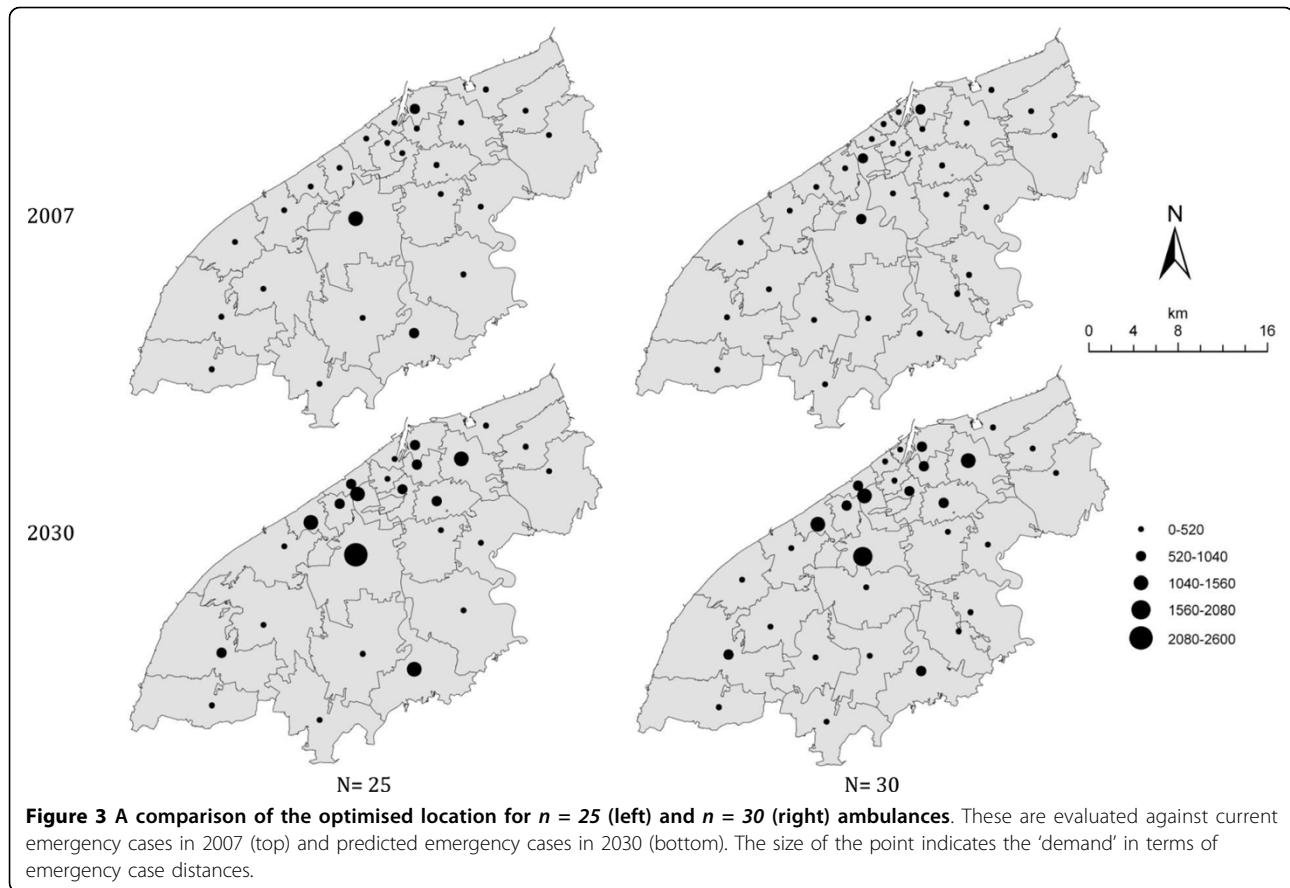 2007
N
km
0 4 8 16
2030
0-520
520-1040
1040-1560
1560-2080
2080-2600
N= 25
N= 30
Figure 3 A comparison of the optimised location for n = 25 (left) and n = 30 (right) ambulances. These are evaluated against current
emergency cases in 2007 (top) and predicted emergency cases in 2030 (bottom). The size of the point indicates the ‘demand’ in terms of
emergency case distances.